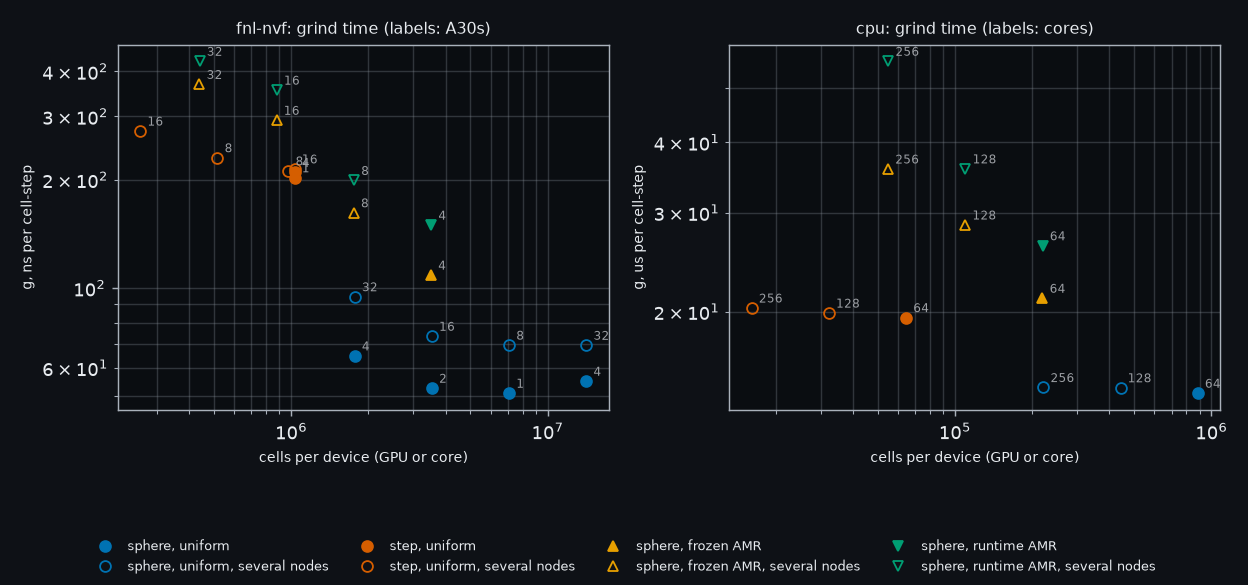 fnl-nvf: grind time (labels: A30s)
cpu: grind time (labels: cores)
g, ns per cell-step
4 × 10²
3 × 10²
2 × 10²
10²
6 × 10¹
32
32
16
16
16
8
8
16
1
8
8
4
4
32
16
8
32
4
2
1
4
10⁶
10⁷
cells per device (GPU or core)
g, us per cell-step
4 × 10¹
3 × 10¹
2 × 10¹
256
256
128
128
64
64
256
128
64
256
128
64
10⁵
10⁶
cells per device (GPU or core)
sphere, uniform
sphere, uniform, several nodes
step, uniform
step, uniform, several nodes
sphere, frozen AMR
sphere, frozen AMR, several nodes
sphere, runtime AMR
sphere, runtime AMR, several nodes